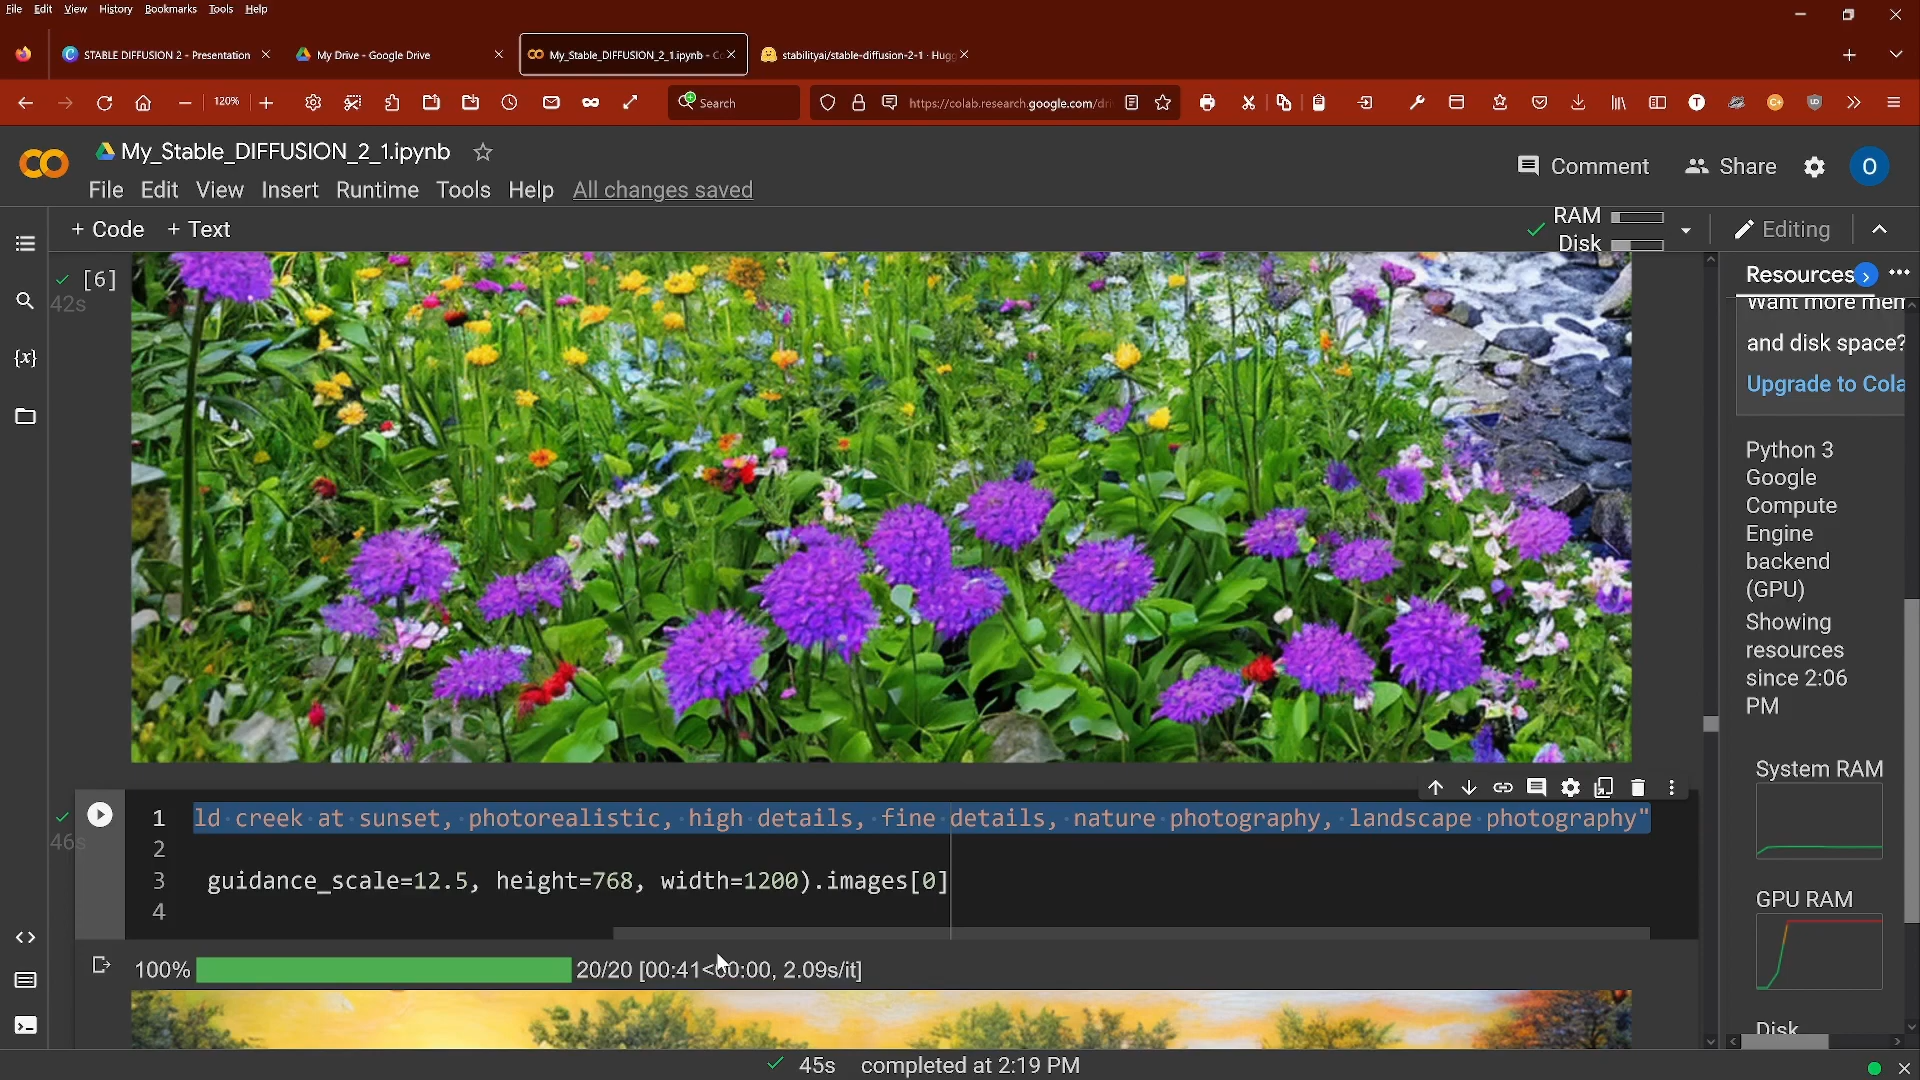 File Edit View History Bookmarks Tools Help
STABLE DIFFUSION 2 - Presentation
My Drive - Google Drive
My_Stable_DIFFUSION_2_1.ipynb - Co
stabilityai/stable-diffusion-2-1 · Hugg
120%
Search
https://colab.research.google.com/dri
My_Stable_DIFFUSION_2_1.ipynb
Comment
Share
O
File Edit View Insert Runtime Tools Help All changes saved
+ Code + Text
RAM
Disk
Editing
[6]
42s
Resources
Want more mem
and disk space?
Upgrade to Cola
Python 3
Google
Compute
Engine
backend
(GPU)
Showing
resources
since 2:06
PM
System RAM
GPU RAM
Disk
46s
1 ld creek at sunset, photorealistic, high details, fine details, nature photography, landscape photography"
2
3 guidance_scale=12.5, height=768, width=1200).images[0]
4
100% 20/20 [00:41<00:00, 2.09s/it]
45s completed at 2:19 PM